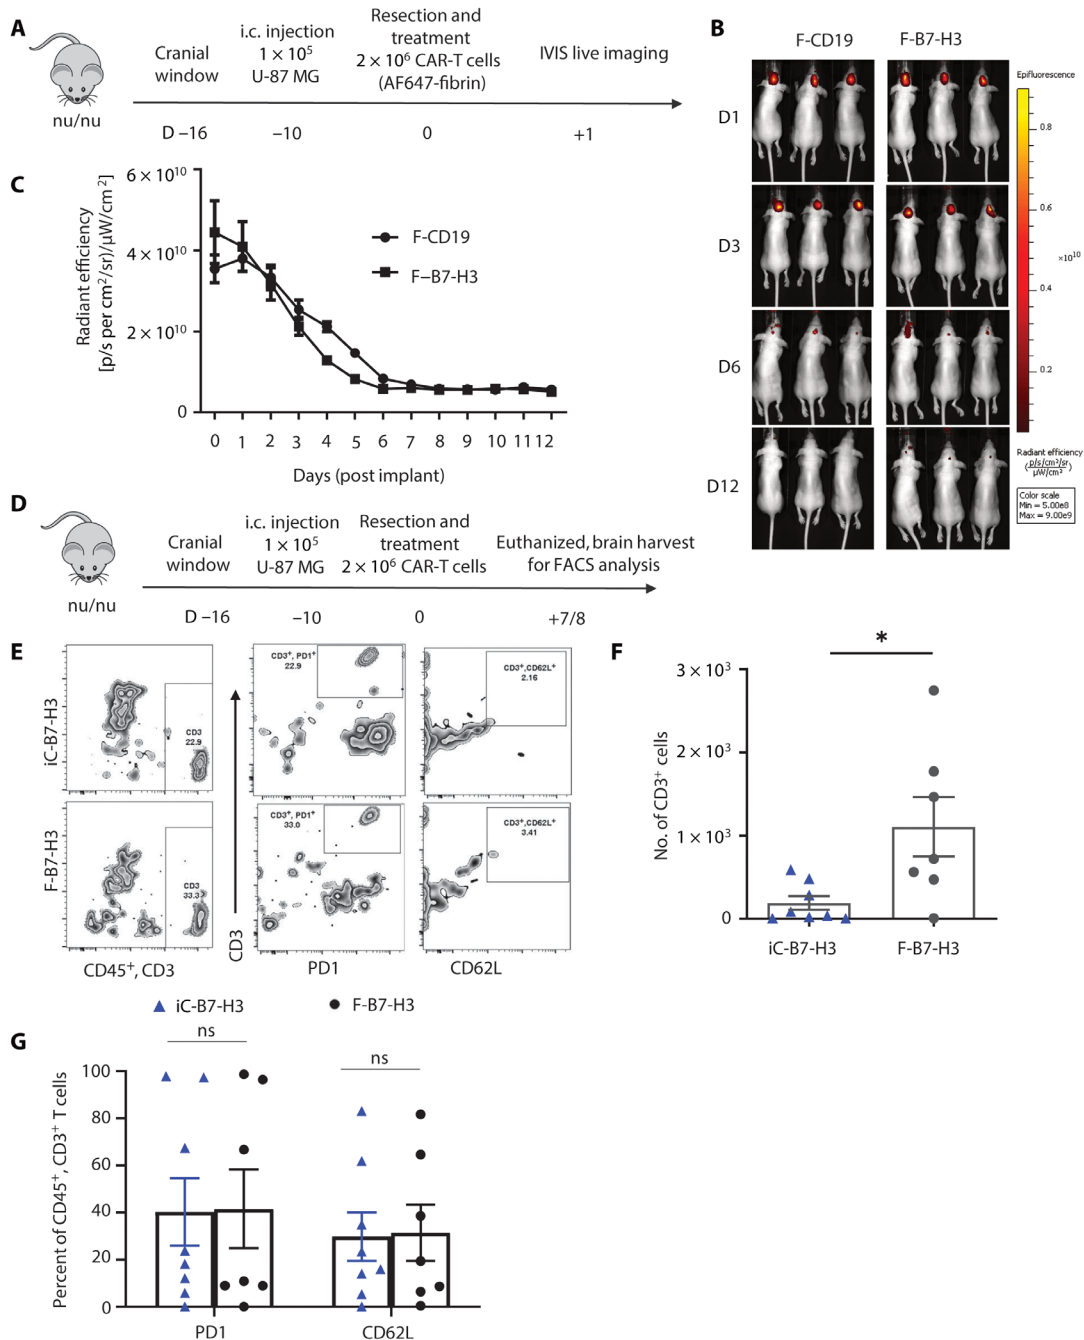 A
nu/nu
Cranial
window
i.c. injection
1 × 10⁵
U-87 MG
Resection and
treatment
2 × 10⁶ CAR-T cells
(AF647-fibrin)
IVIS live imaging
D −16
−10
0
+1
B
F-CD19
F-B7-H3
D1
D3
D6
D12
Epifluorescence
0.8
0.6
×10¹⁰
0.4
0.2
Radiant efficiency
(p/s/cm²/sr
µW/cm²)
Color scale
Min = 5.00e8
Max = 9.00e9
C
Radiant efficiency
[p/s per cm²/sr)/µW/cm²]
6 × 10¹⁰
4 × 10¹⁰
2 × 10¹⁰
0
F-CD19
F−B7-H3
0 1 2 3 4 5 6 7 8 9 10 11 12
Days (post implant)
D
nu/nu
Cranial
window
i.c. injection
1 × 10⁵
U-87 MG
Resection and
treatment
2 × 10⁶ CAR-T cells
Euthanized, brain harvest
for FACS analysis
D −16
−10
0
+7/8
E
iC-B7-H3
CD3
22.9
CD3⁺, PD1⁺
22.9
CD3⁺,CD62L⁺
2.16
F-B7-H3
CD3
33.3
CD3⁺, PD1⁺
33.0
CD3⁺,CD62L⁺
3.41
CD3
CD45⁺, CD3
PD1
CD62L
F
*
No. of CD3⁺ cells
3 × 10³
2 × 10³
1 × 10³
0
iC-B7-H3
F-B7-H3
iC-B7-H3
F-B7-H3
G
ns
ns
Percent of CD45⁺, CD3⁺ T cells
100
80
60
40
20
0
PD1
CD62L